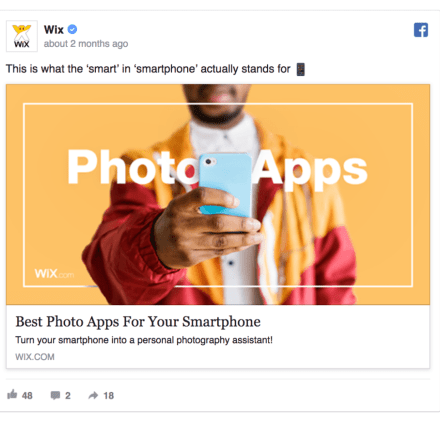 Wix
WiX
about 2 months ago
This is what the 'smart' in 'smartphone' actually stands for
Photo Apps
WiX.com
Best Photo Apps For Your Smartphone
Turn your smartphone into a personal photography assistant!
WIX.COM
48 2 18